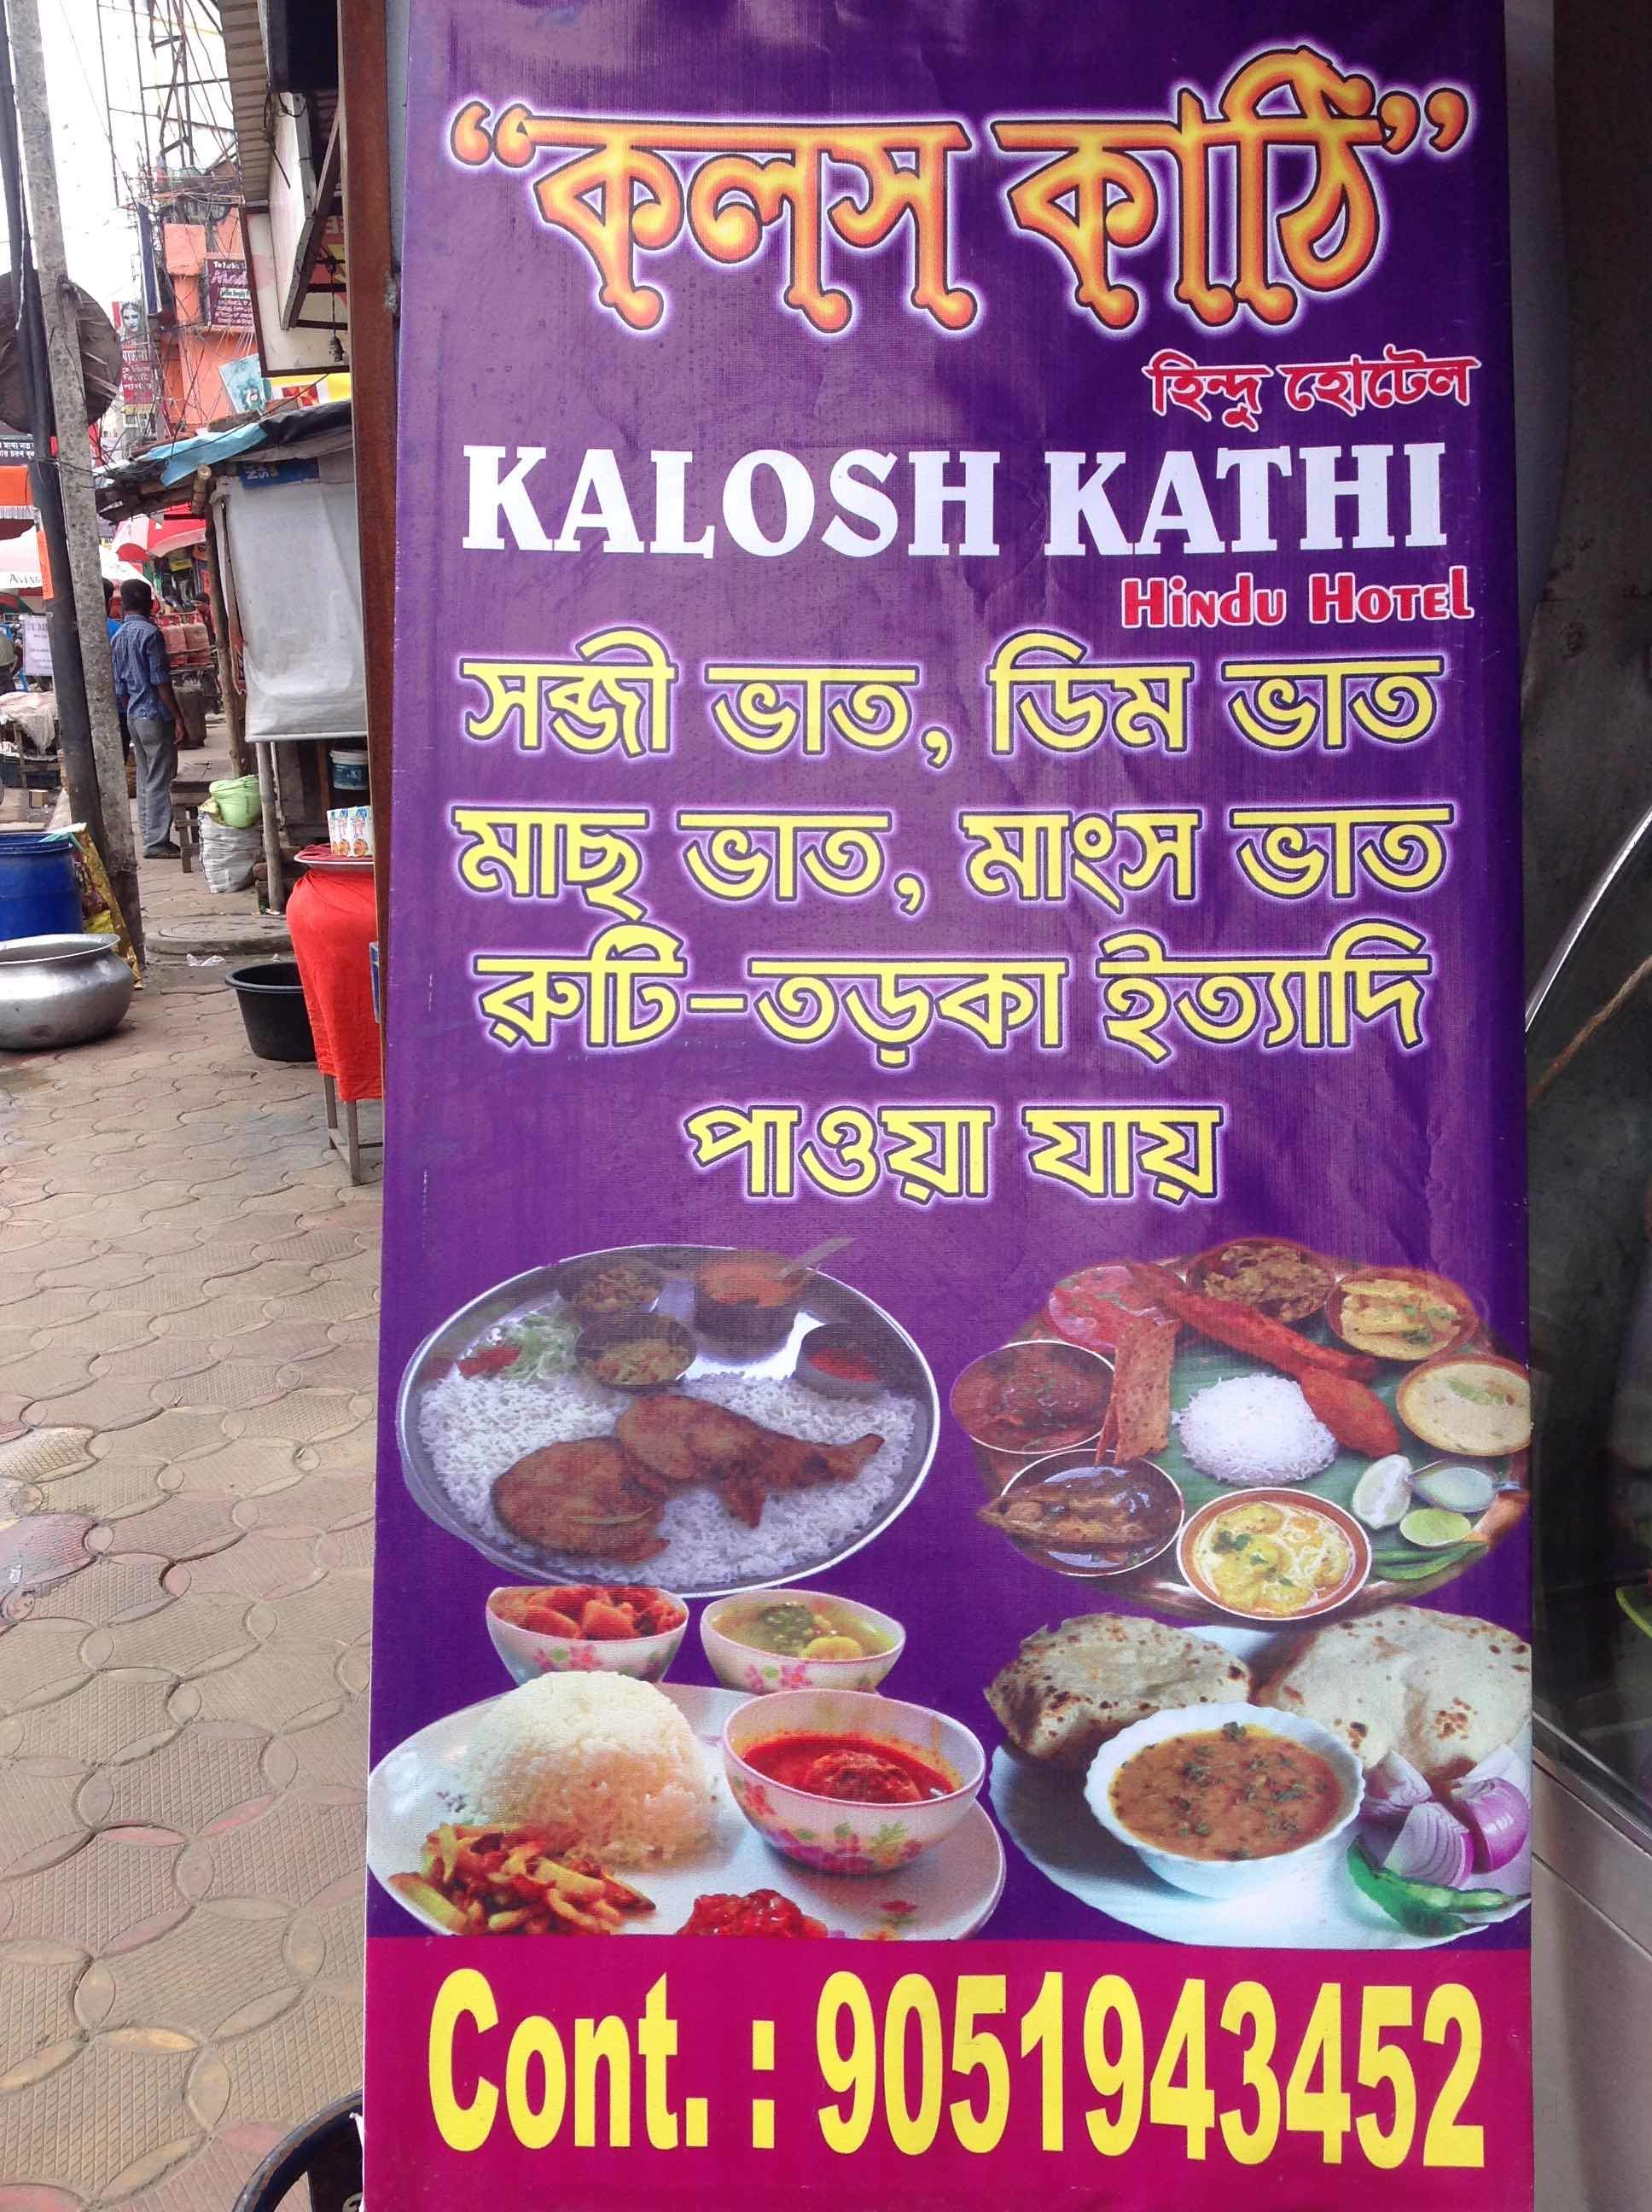 “কলস কাঠি”
হিন্দু হোটেল
KALOSH KATHI
Hindu Hotel
সব্জী ভাত, ডিম ভাত
মাছ ভাত, মাংস ভাত
রুটি-তড়কা ইত্যাদি
পাওয়া যায়
Cont. : 9051943452